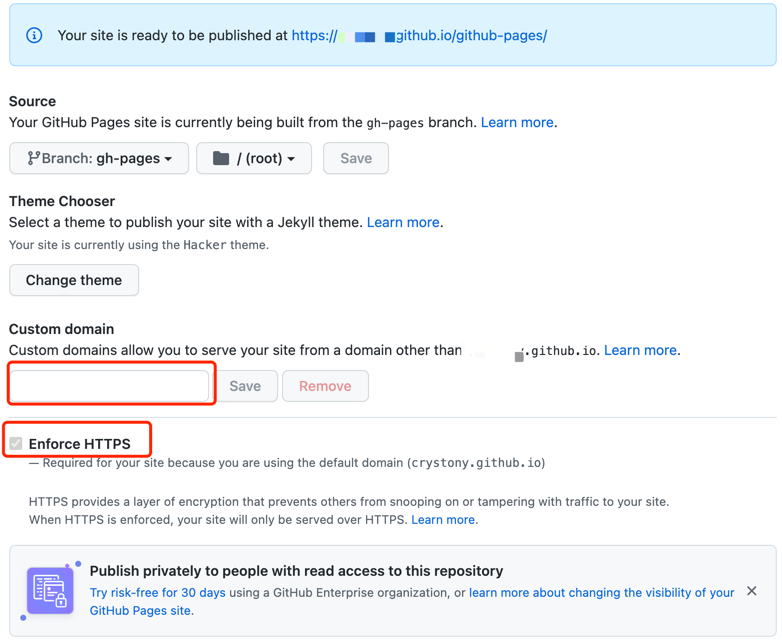 Your site is ready to be published at https:// github.io/github-pages/
Source
Your GitHub Pages site is currently being built from the gh-pages branch. Learn more.
Branch: gh-pages
/ (root)
Save
Theme Chooser
Select a theme to publish your site with a Jekyll theme. Learn more.
Your site is currently using the Hacker theme.
Change theme
Custom domain
Custom domains allow you to serve your site from a domain other than .github.io. Learn more.
Save
Remove
Enforce HTTPS
— Required for your site because you are using the default domain (crystony.github.io)
HTTPS provides a layer of encryption that prevents others from snooping on or tampering with traffic to your site.
When HTTPS is enforced, your site will only be served over HTTPS. Learn more.
Publish privately to people with read access to this repository
Try risk-free for 30 days using a GitHub Enterprise organization, or learn more about changing the visibility of your
GitHub Pages site.